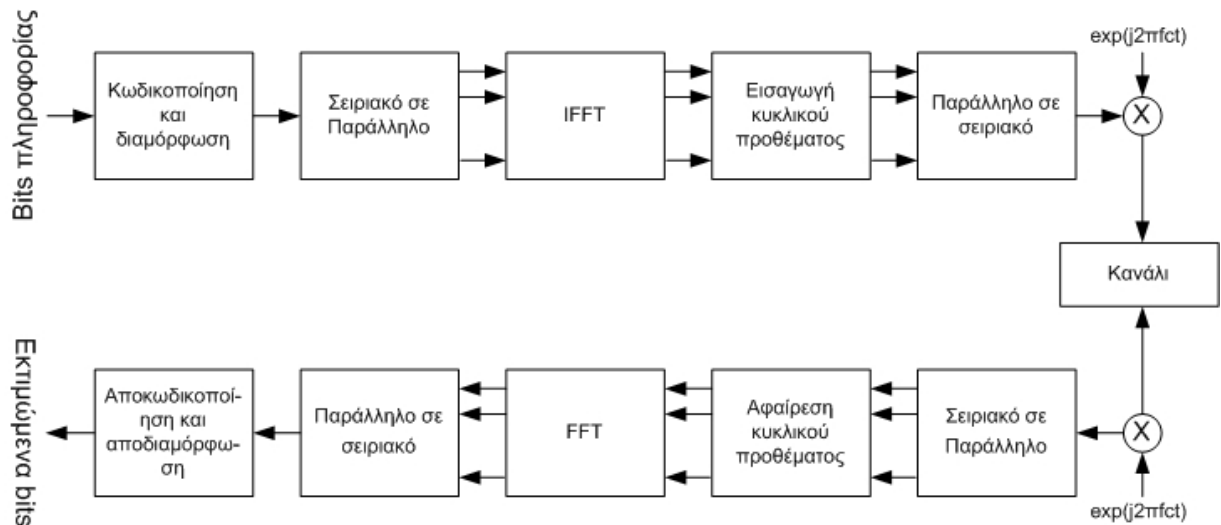 Bits πληροφορίας
Κωδικοποίηση
και
διαμόρφωση
Σειριακό σε
Παράλληλο
IFFT
Εισαγωγή
κυκλικού
προθέματος
Παράλληλο σε
σειριακό
exp(j2πfct)
X
Κανάλι
Εκτιμώμενα bits
Αποκωδικοποί-
ηση και
αποδιαμόρφω-
ση
Παράλληλο σε
σειριακό
FFT
Αφαίρεση
κυκλικού
προθέματος
Σειριακό σε
Παράλληλο
X
exp(j2πfct)